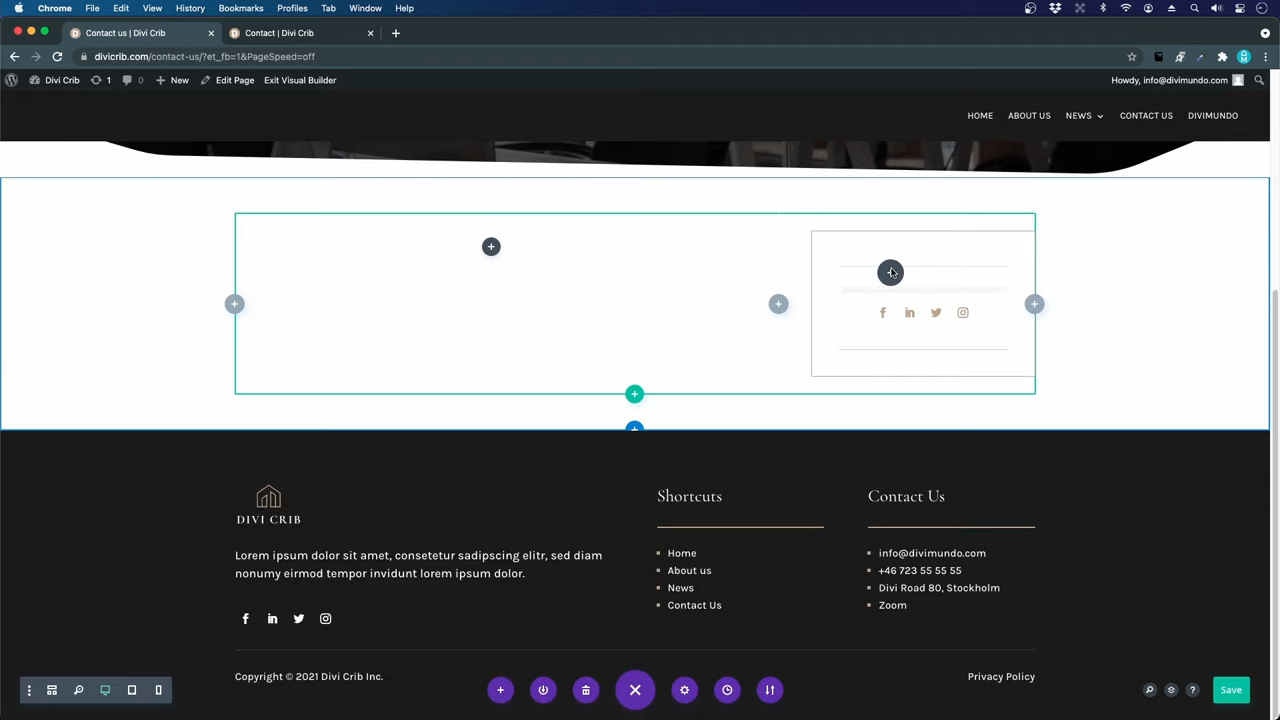 Chrome File Edit View History Bookmarks Profiles Tab Window Help
Contact us | Divi Crib
Contact | Divi Crib
divicrib.com/contact-us/?et_fb=1&PageSpeed=off
Divi Crib 1 0 New Edit Page Exit Visual Builder Howdy, info@divimundo.com
HOME ABOUT US NEWS CONTACT US DIVIMUNDO
DIVI CRIB
Lorem ipsum dolor sit amet, consetetur sadipscing elitr, sed diam
nonumy eirmod tempor invidunt lorem ipsum dolor.
Shortcuts
Home
About us
News
Contact Us
Contact Us
info@divimundo.com
+46 723 55 55 55
Divi Road 80, Stockholm
Zoom
Copyright © 2021 Divi Crib Inc.
Privacy Policy
Save